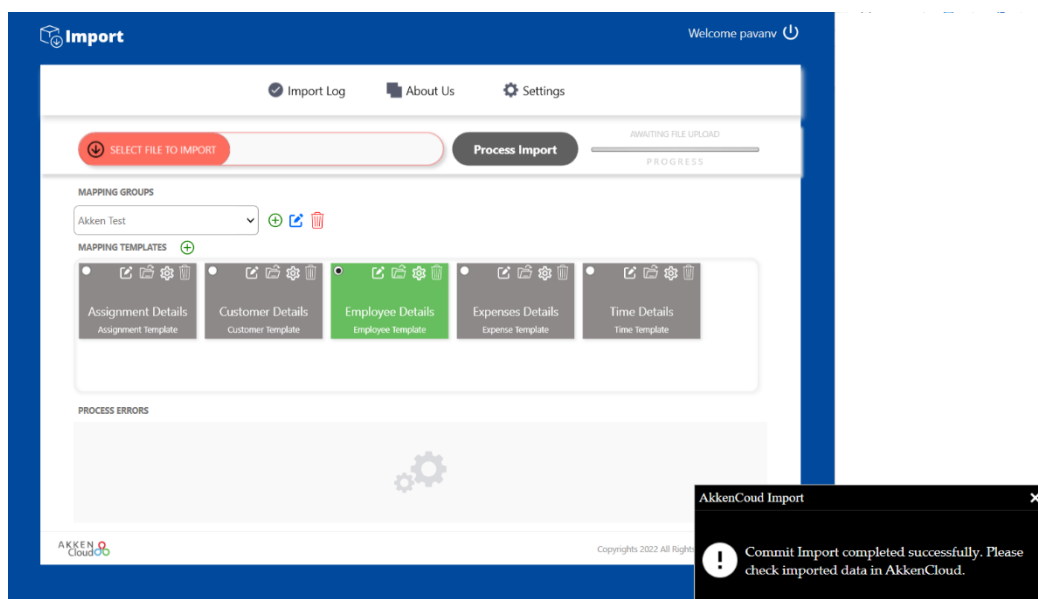 Import
Welcome pavanv
Import Log
About Us
Settings
SELECT FILE TO IMPORT
Process Import
AWAITING FILE UPLOAD
PROGRESS
MAPPING GROUPS
Akken Test
MAPPING TEMPLATES
Assignment Details
Assignment Template
Customer Details
Customer Template
Employee Details
Employee Template
Expenses Details
Expense Template
Time Details
Time Template
PROCESS ERRORS
AKKEN
Cloud
Copyrights 2022 All Rights
AkkenCoud Import
Commit Import completed successfully. Please
check imported data in AkkenCloud.